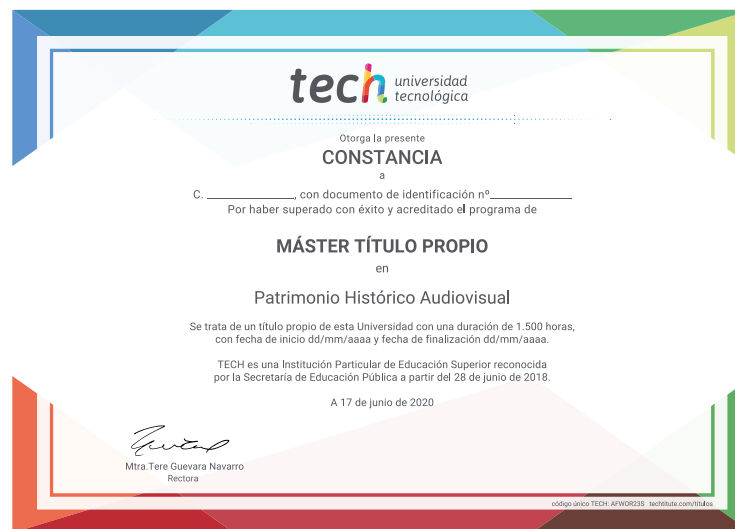 tech universidad
tecnológica
Otorga la presente
CONSTANCIA
a
C. ________________, con documento de identificación nº______________
Por haber superado con éxito y acreditado el programa de
MÁSTER TÍTULO PROPIO
en
Patrimonio Histórico Audiovisual
Se trata de un título propio de esta Universidad con una duración de 1.500 horas,
con fecha de inicio dd/mm/aaaa y fecha de finalización dd/mm/aaaa.
TECH es una Institución Particular de Educación Superior reconocida
por la Secretaría de Educación Pública a partir del 28 de junio de 2018.
A 17 de junio de 2020
Mtra.Tere Guevara Navarro
Rectora
código único TECH: AFWOR23S techtitute.com/titulos